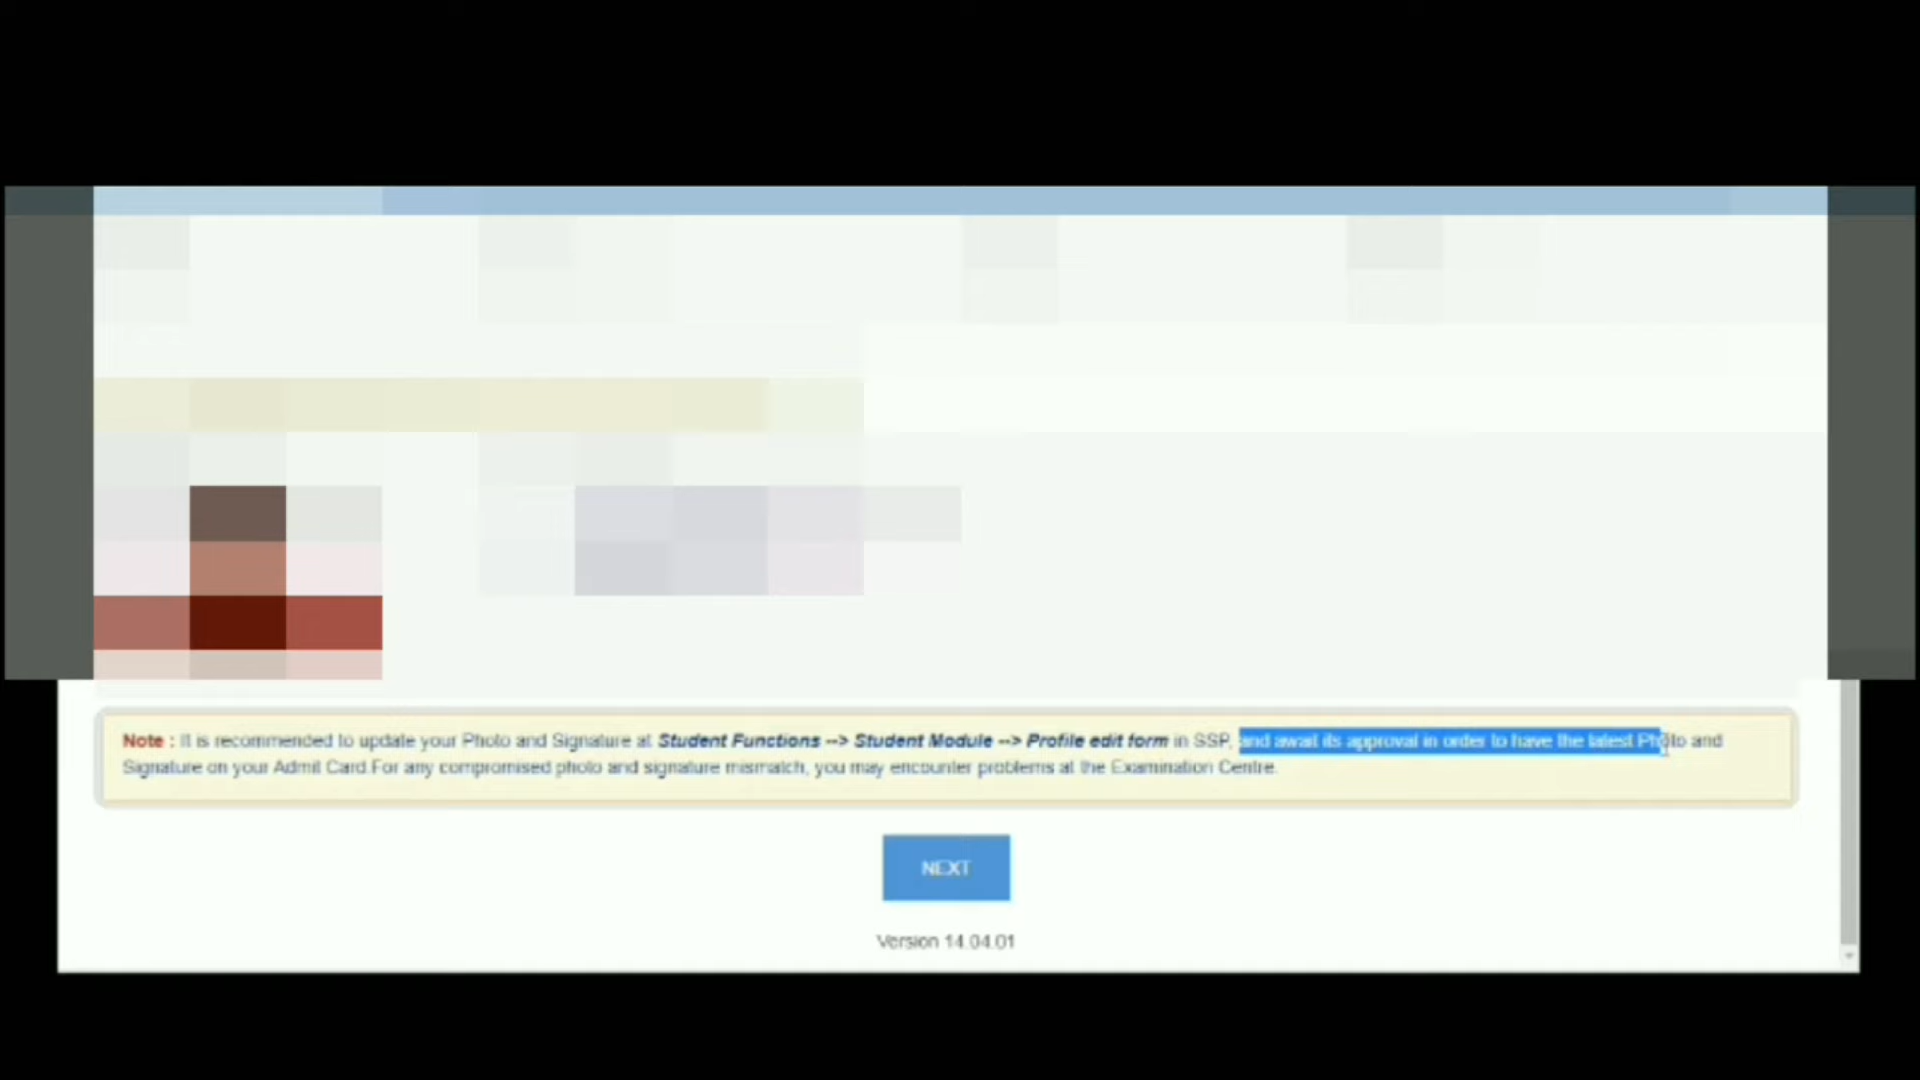 Note : It is recommended to update your Photo and Signature at Student Functions --> Student Module --> Profile edit form in SSP, and await its approval in order to have the latest Photo and
Signature on your Admit Card.For any compromised photo and signature mismatch, you may encounter problems at the Examination Centre.
NEXT
Version 14.04.01